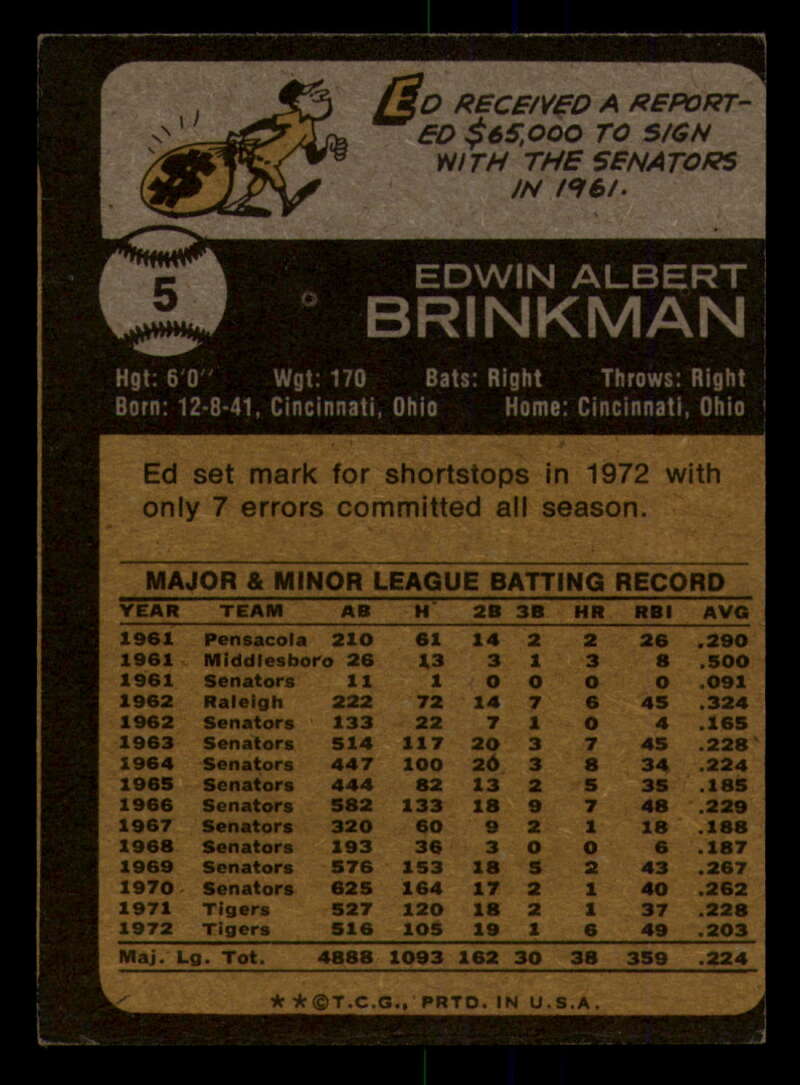 ED RECEIVED A REPORT-
ED $65,000 TO SIGN
WITH THE SENATORS
IN 1961.
5
EDWIN ALBERT
BRINKMAN
Hgt: 6'0" Wgt: 170 Bats: Right Throws: Right
Born: 12-8-41, Cincinnati, Ohio Home: Cincinnati, Ohio
Ed set mark for shortstops in 1972 with
only 7 errors committed all season.
MAJOR & MINOR LEAGUE BATTING RECORD
YEAR TEAM AB H 2B 3B HR RBI AVG
1961 Pensacola 210 61 14 2 2 26 .290
1961 Middlesboro 26 13 3 1 3 8 .500
1961 Senators 11 1 0 0 0 0 .091
1962 Raleigh 222 72 14 7 6 45 .324
1962 Senators 133 22 7 1 0 4 .165
1963 Senators 514 117 20 3 7 45 .228
1964 Senators 447 100 20 3 8 34 .224
1965 Senators 444 82 13 2 5 35 .185
1966 Senators 582 133 18 9 7 48 .229
1967 Senators 320 60 9 2 1 18 .188
1968 Senators 193 36 3 0 0 6 .187
1969 Senators 576 153 18 5 2 43 .267
1970 Senators 625 164 17 2 1 40 .262
1971 Tigers 527 120 18 2 1 37 .228
1972 Tigers 516 105 19 1 6 49 .203
Maj. Lg. Tot. 4888 1093 162 30 38 359 .224
★★©T.C.G., PRTD. IN U.S.A.